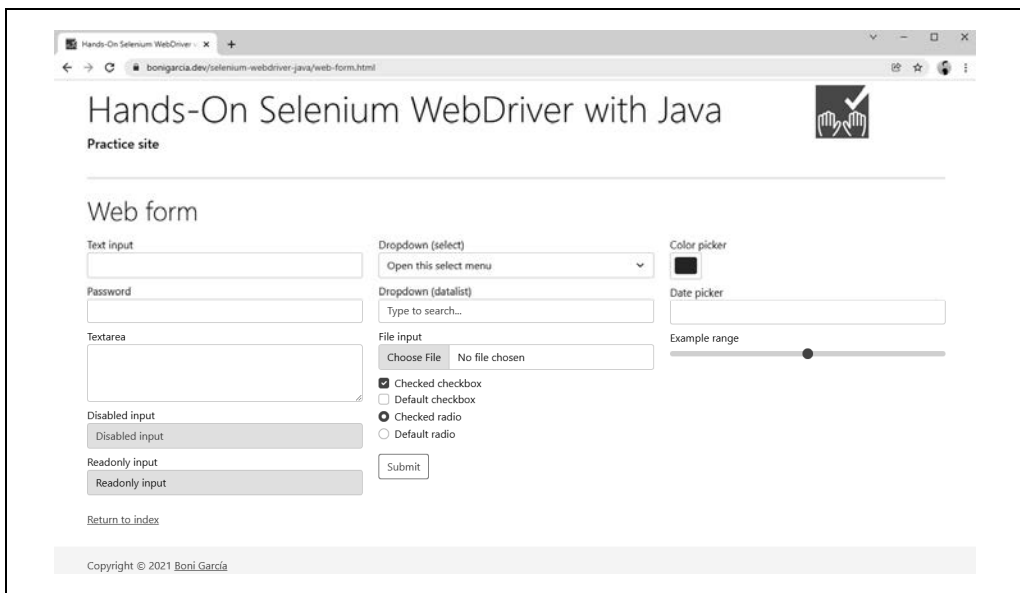 Hands-On Selenium WebDriver
bonigarcia.dev/selenium-webdriver-java/web-form.html
Hands-On Selenium WebDriver with Java
Practice site
Web form
Text input
Password
Textarea
Disabled input
Disabled input
Readonly input
Readonly input
Return to index
Dropdown (select)
Open this select menu
Dropdown (datalist)
Type to search...
File input
Choose File No file chosen
Checked checkbox
Default checkbox
Checked radio
Default radio
Submit
Color picker
Date picker
Example range
Copyright © 2021 Boni García